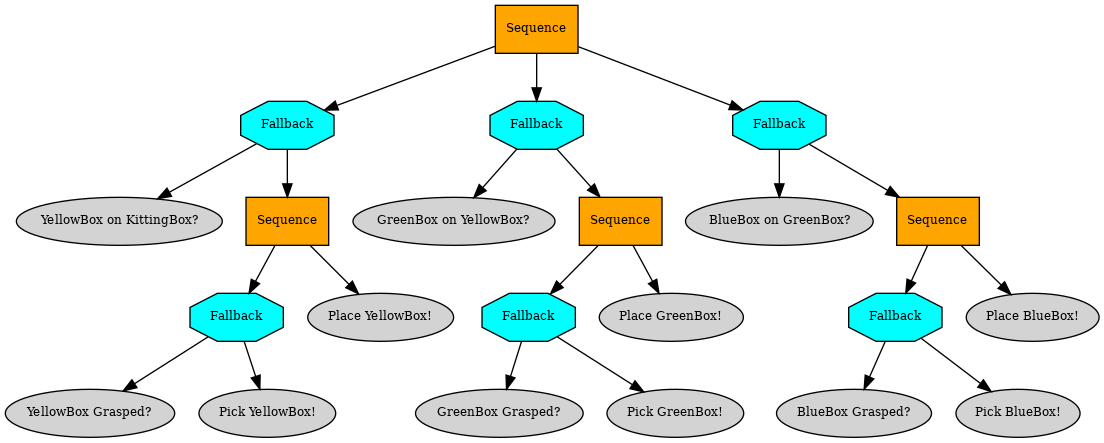 Sequence
Fallback
Fallback
Fallback
YellowBox on KittingBox?
Sequence
GreenBox on YellowBox?
Sequence
BlueBox on GreenBox?
Sequence
Fallback
Place YellowBox!
Fallback
Place GreenBox!
Fallback
Place BlueBox!
YellowBox Grasped?
Pick YellowBox!
GreenBox Grasped?
Pick GreenBox!
BlueBox Grasped?
Pick BlueBox!